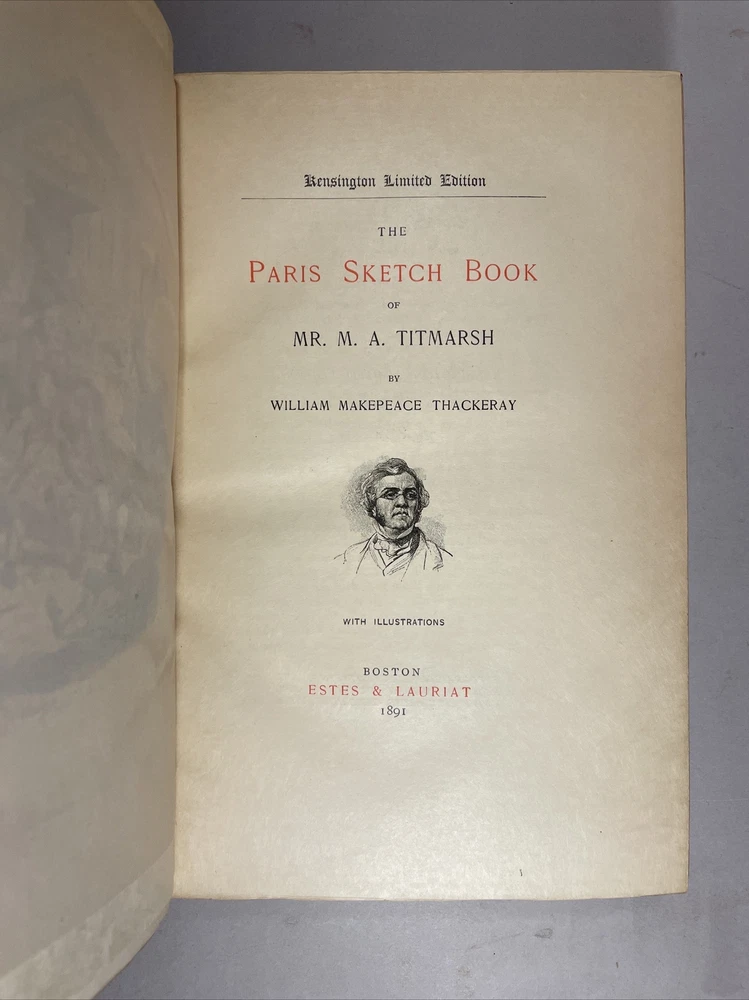 Kensington Limited Edition
THE
PARIS SKETCH BOOK
OF
MR. M. A. TITMARSH
BY
WILLIAM MAKEPEACE THACKERAY
WITH ILLUSTRATIONS
BOSTON
ESTES & LAURIAT
1891